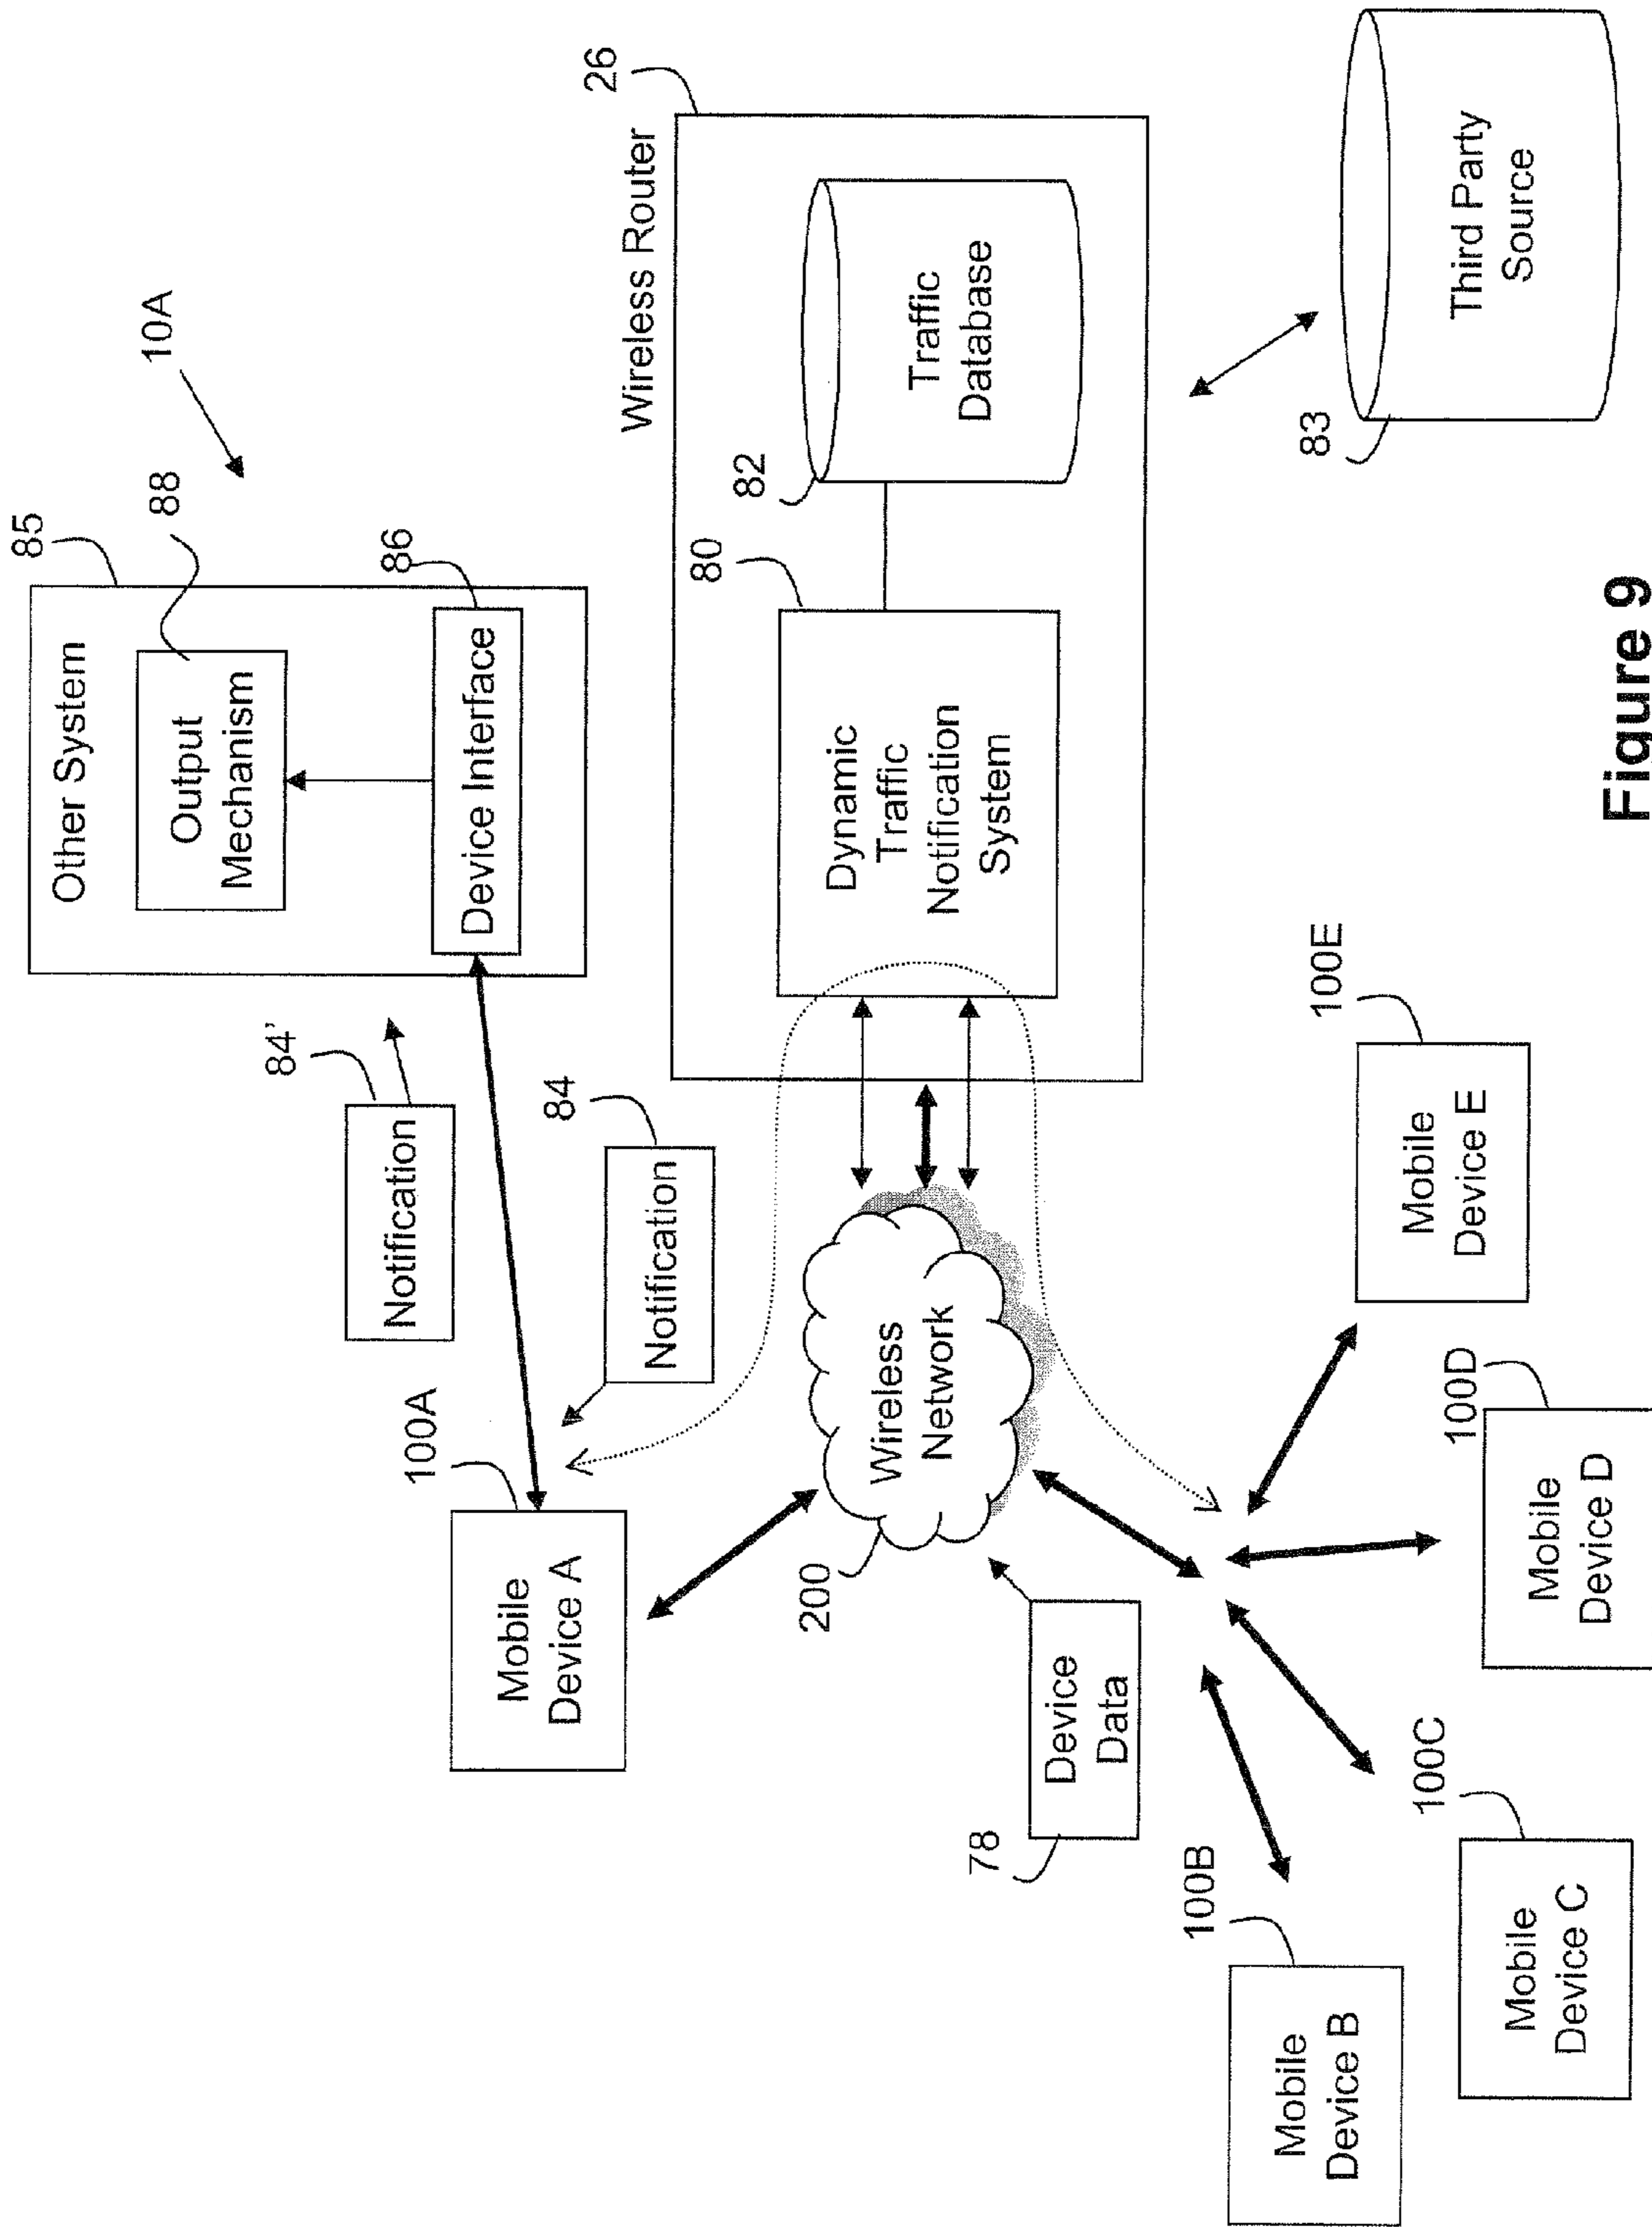 10A
85
Other System
88
Output
Mechanism
86
Device Interface
84'
Notification
84
Notification
100A
Mobile
Device A
Wireless Router
26
80
Dynamic
Traffic
Notification
System
82
Traffic
Database
83
Third Party
Source
200
Wireless
Network
78
Device
Data
100B
Mobile
Device B
100C
Mobile
Device C
100D
Mobile
Device D
100E
Mobile
Device E
Figure 9